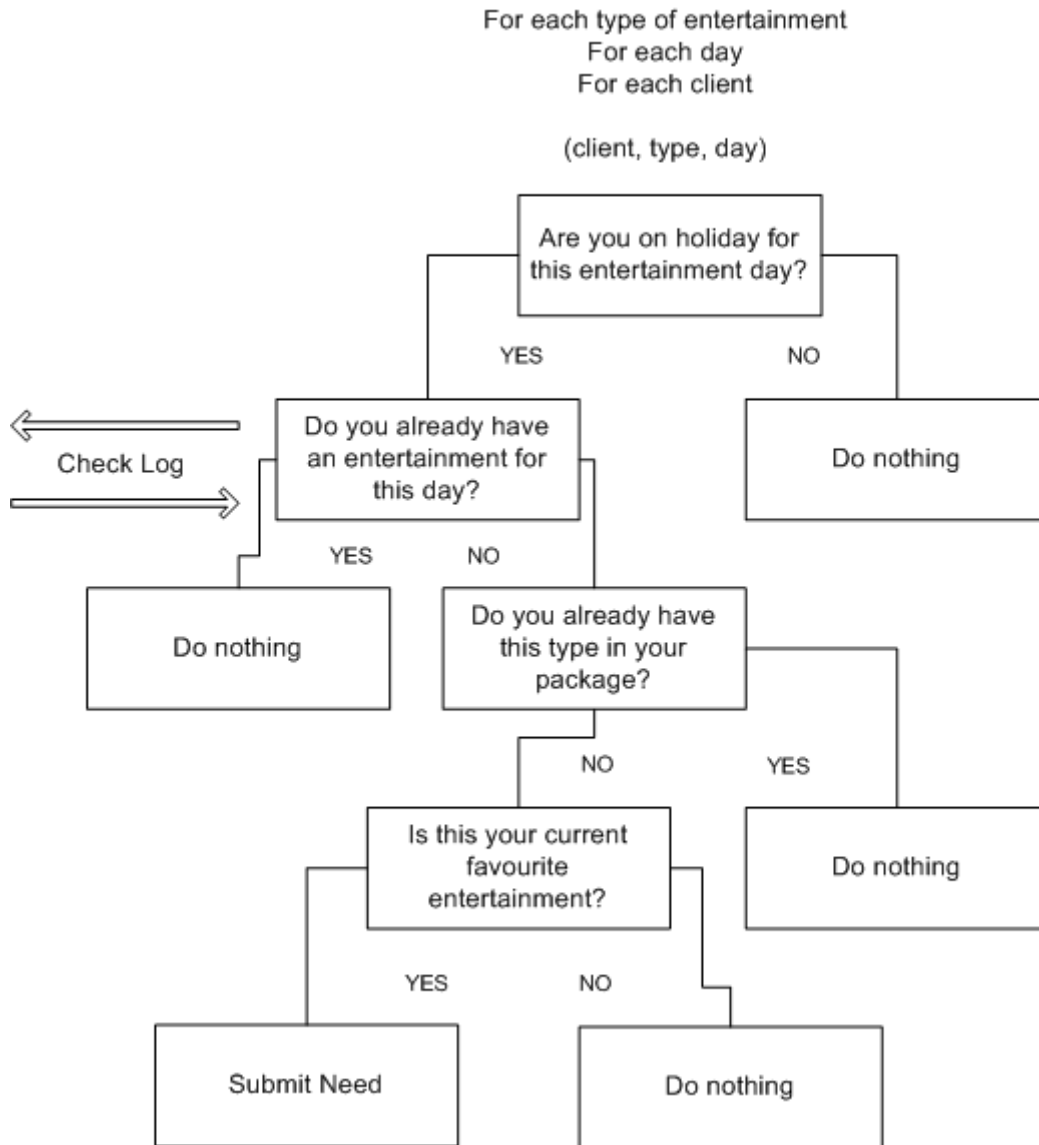 For each type of entertainment
For each day
For each client
(client, type, day)
Are you on holiday for
this entertainment day?
YES
NO
Do you already have
an entertainment for
this day?
Check Log
Do nothing
YES
NO
Do nothing
Do you already have
this type in your
package?
NO
YES
Is this your current
favourite
entertainment?
Do nothing
YES
NO
Submit Need
Do nothing